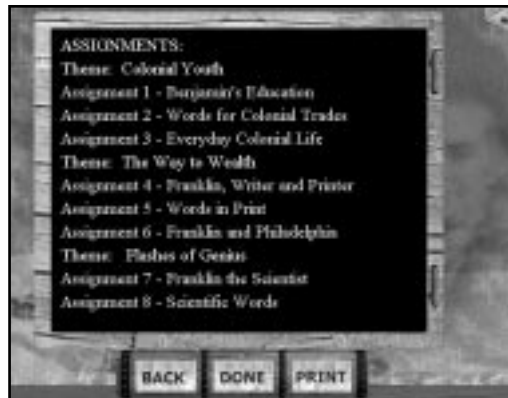 ASSIGNMENTS:
Theme: Colonial Youth
Assignment 1 - Benjamin's Education
Assignment 2 - Words for Colonial Trades
Assignment 3 - Everyday Colonial Life
Theme: The Way to Wealth
Assignment 4 - Franklin, Writer and Printer
Assignment 5 - Words in Print
Assignment 6 - Franklin and Philadelphia
Theme: Flashes of Genius
Assignment 7 - Franklin the Scientist
Assignment 8 - Scientific Words
BACK DONE PRINT